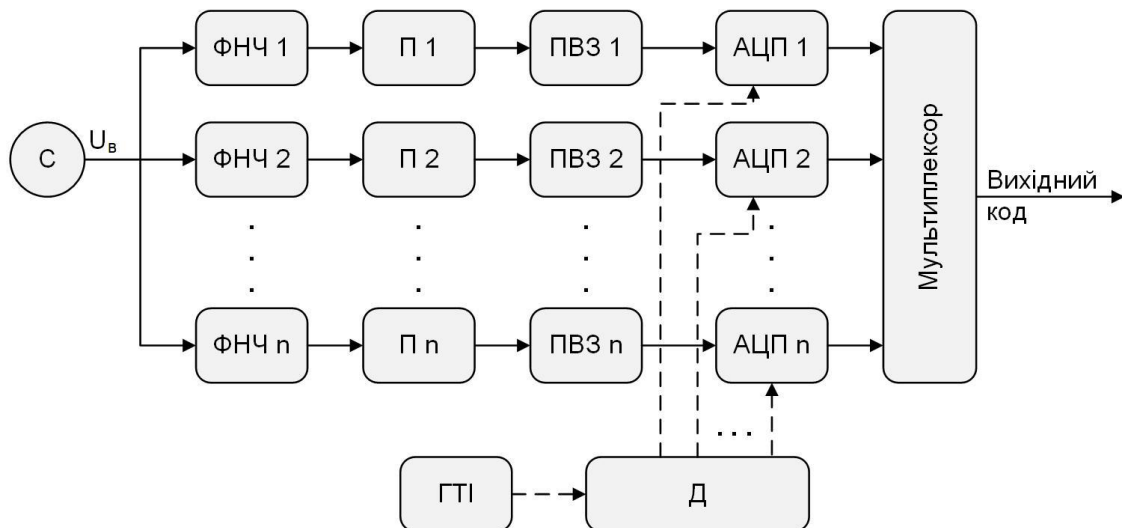 ФНЧ 1
П 1
ПВЗ 1
АЦП 1
С
Uв
ФНЧ 2
П 2
ПВЗ 2
АЦП 2
Мультиплексор
Вихідний
код
ФНЧ n
П n
ПВЗ n
АЦП n
ГТІ
Д